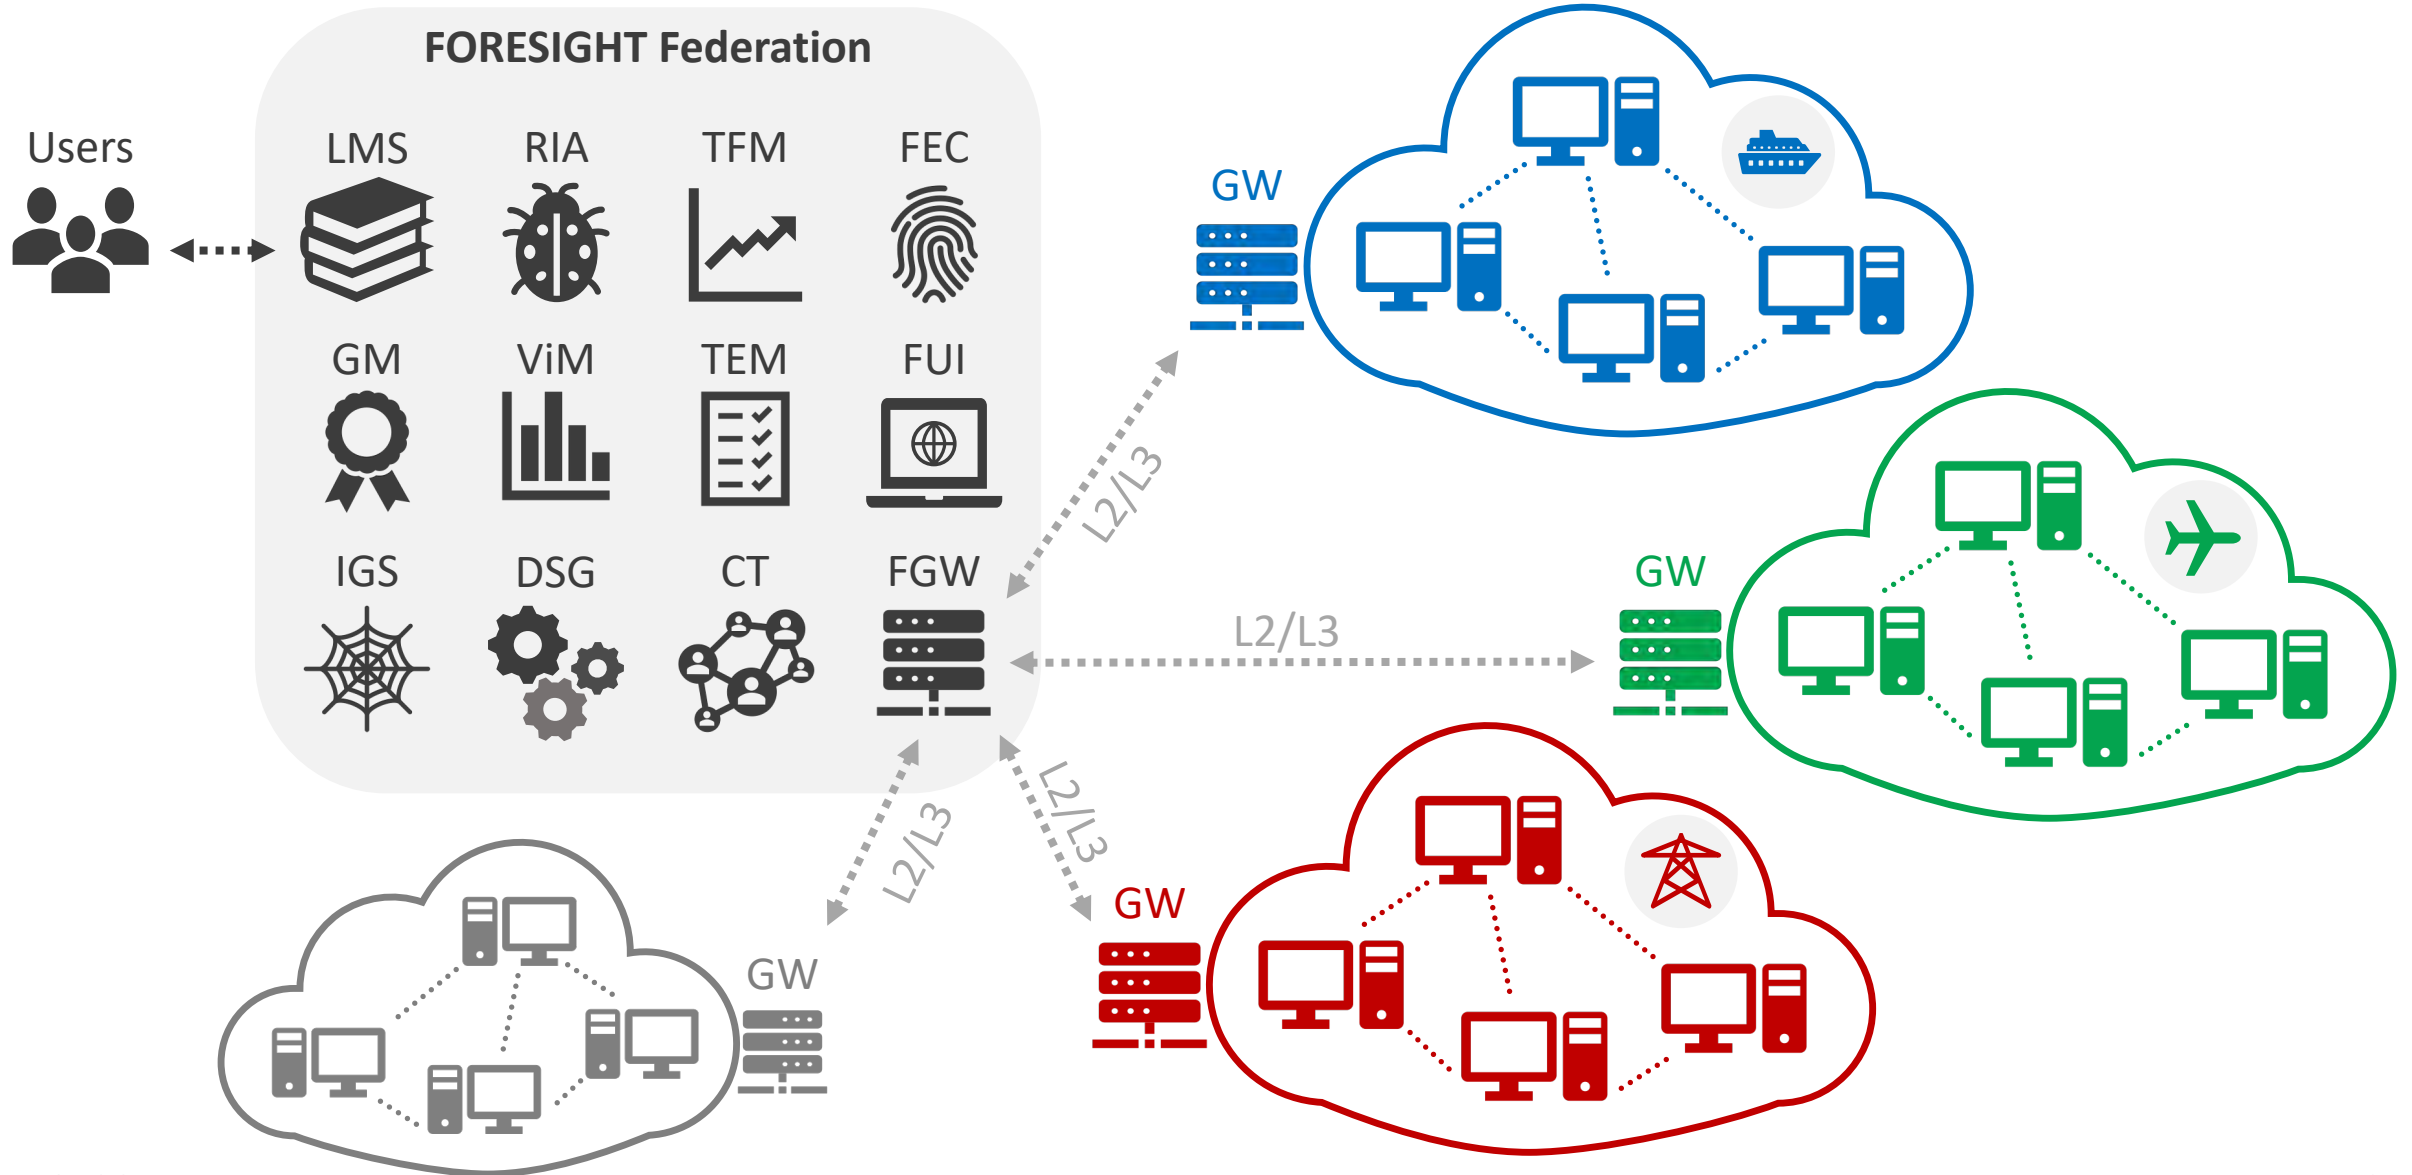 FORESIGHT Federation
Users
LMS RIA TFM FEC
GM ViM TEM FUI
IGS DSG CT FGW
GW
L2/L3
GW
L2/L3
GW
L2/L3
GW
L2/L3